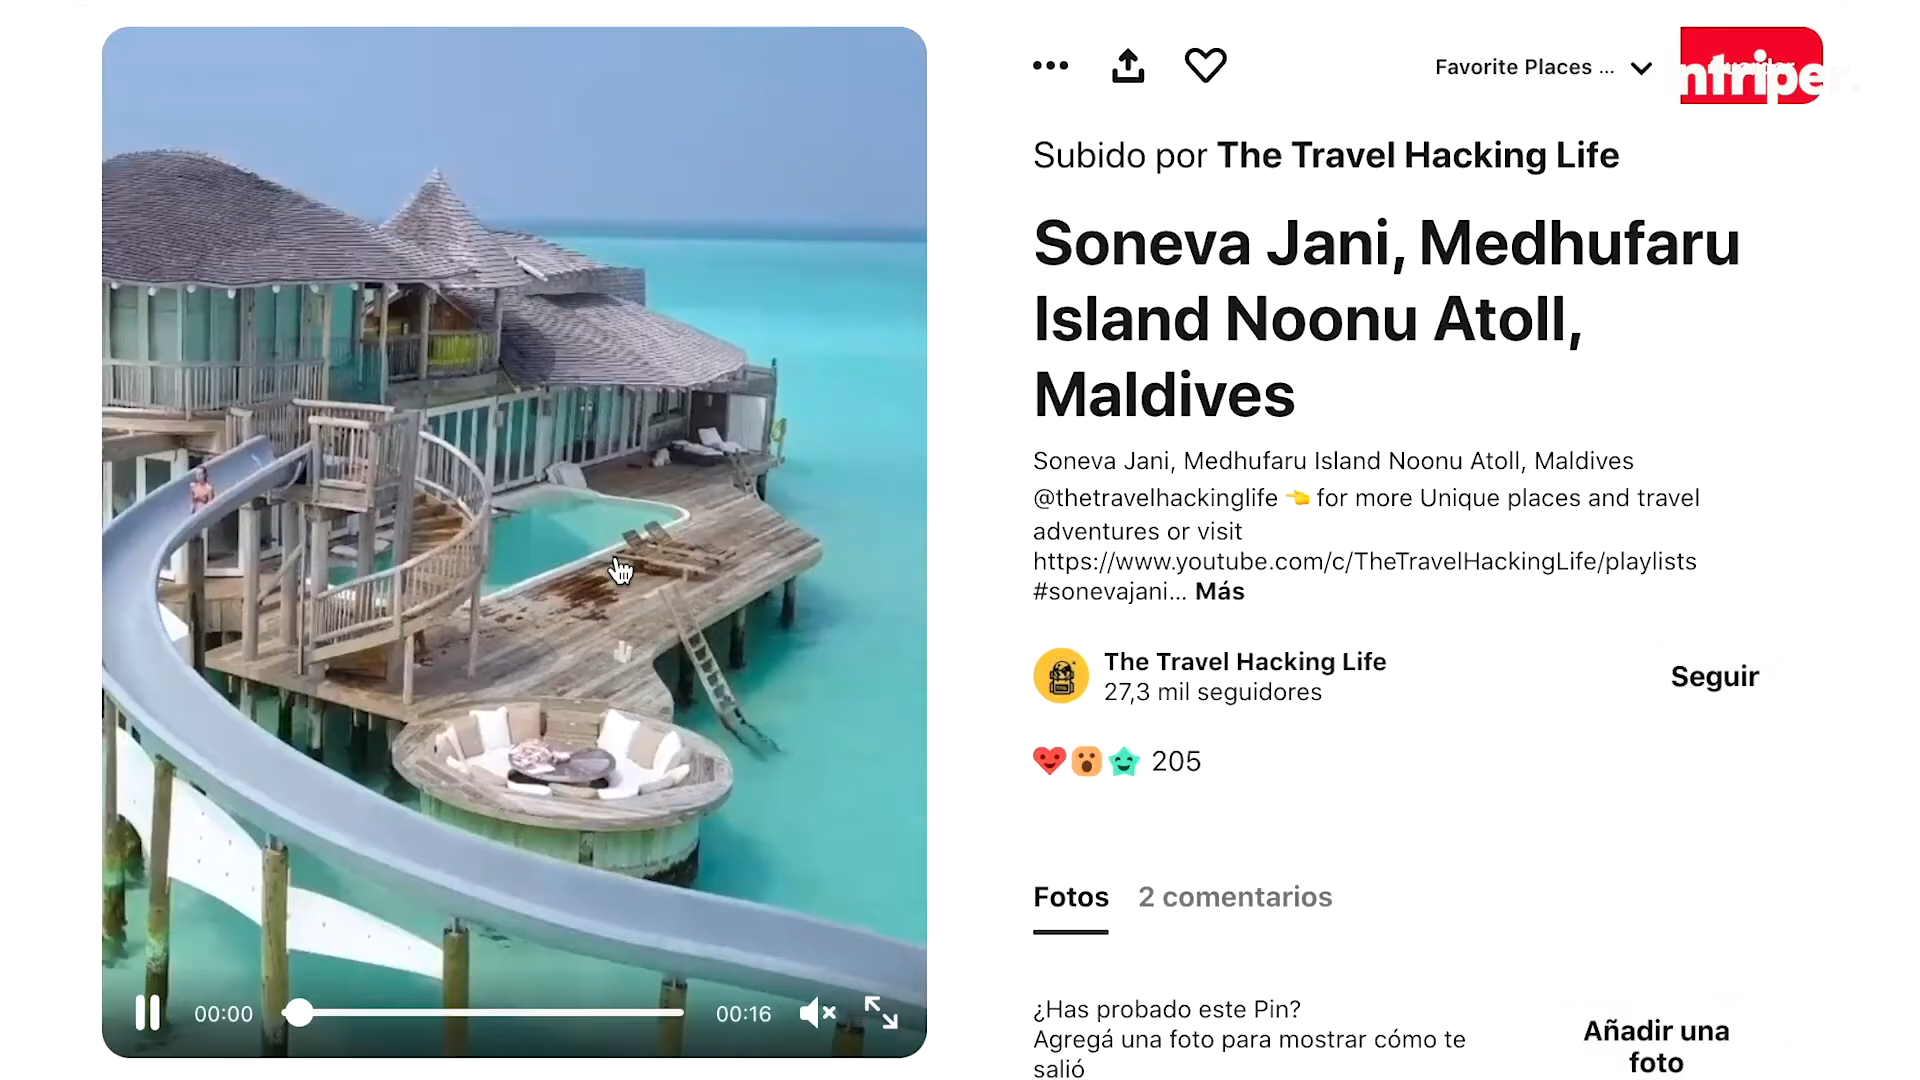 Favorite Places ...
ntriper
Subido por The Travel Hacking Life
Soneva Jani, Medhufaru
Island Noonu Atoll,
Maldives
Soneva Jani, Medhufaru Island Noonu Atoll, Maldives
@thetravelhackinglife 👈 for more Unique places and travel
adventures or visit
https://www.youtube.com/c/TheTravelHackingLife/playlists
#sonevajani... Más
The Travel Hacking Life
27,3 mil seguidores
Seguir
205
Fotos 2 comentarios
00:00 00:16
¿Has probado este Pin?
Agregá una foto para mostrar cómo te
salió
Añadir una
foto